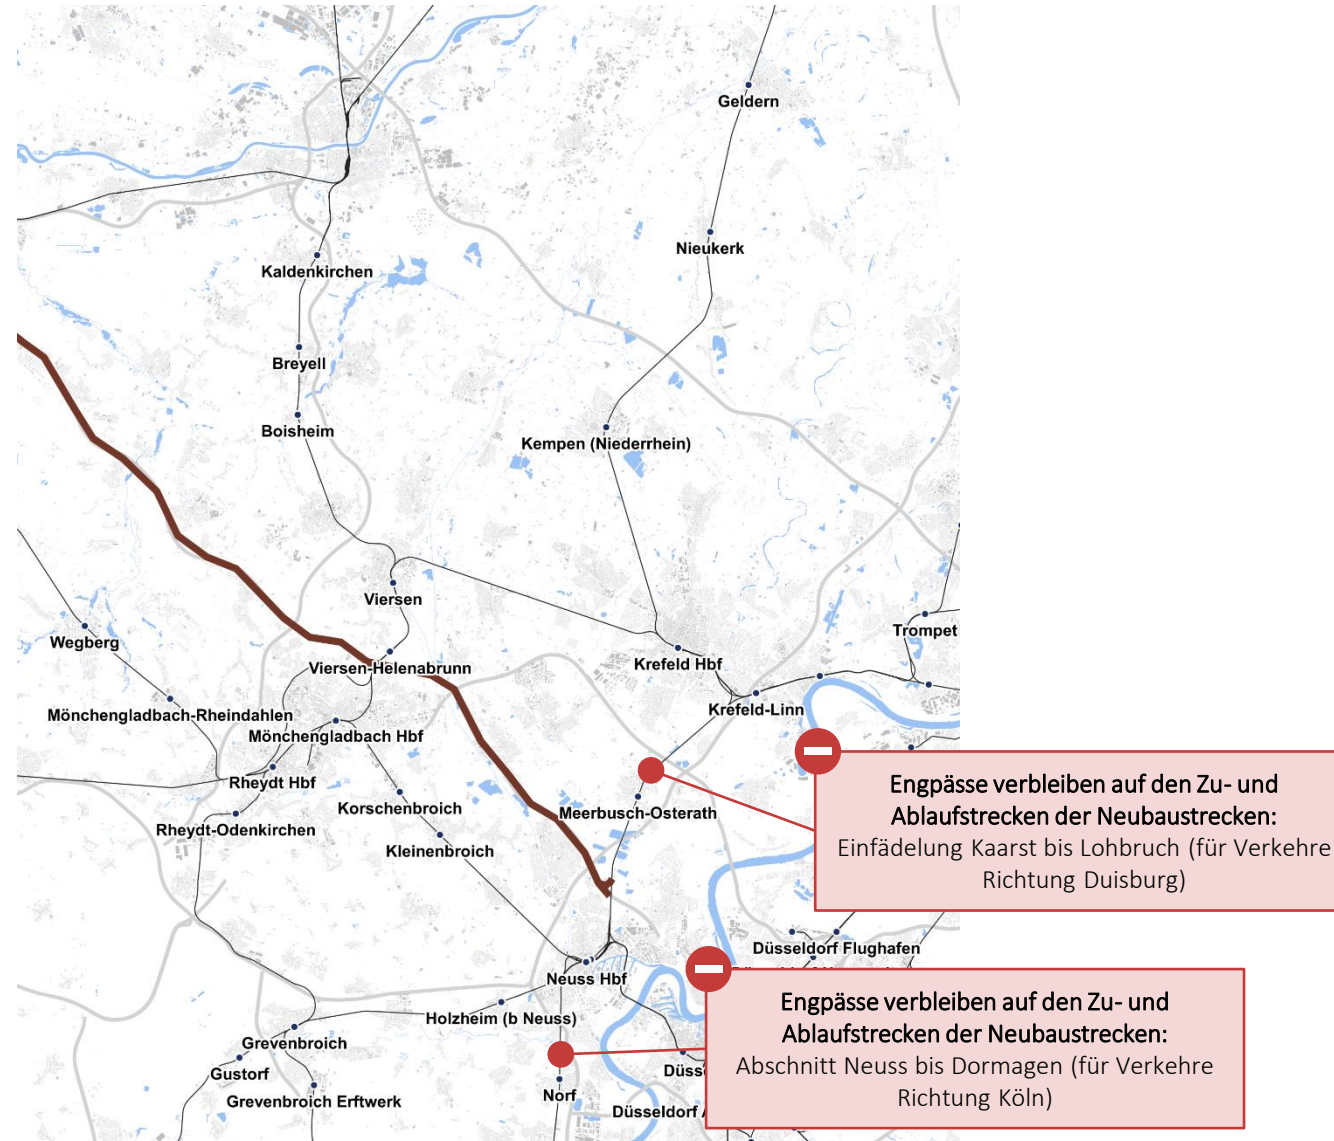 Geldern
Nieukerk
Kaldenkirchen
Breyell
Boisheim
Kempen (Niederrhein)
Viersen
Trompet
Wegberg
Viersen-Helenabrunn
Krefeld Hbf
Krefeld-Linn
Mönchengladbach-Rheindahlen
Mönchengladbach Hbf
Rheydt Hbf
Korschenbroich
Meerbusch-Osterath
Rheydt-Odenkirchen
Kleinenbroich
Engpässe verbleiben auf den Zu- und
Ablaufstrecken der Neubaustrecken:
Einfädelung Kaarst bis Lohbruch (für Verkehre
Richtung Duisburg)
Düsseldorf Flughafen
Neuss Hbf
Holzheim (b Neuss)
Grevenbroich
Gustorf
Grevenbroich Erftwerk
Norf
Düss
Düsseldorf
Engpässe verbleiben auf den Zu- und
Ablaufstrecken der Neubaustrecken:
Abschnitt Neuss bis Dormagen (für Verkehre
Richtung Köln)